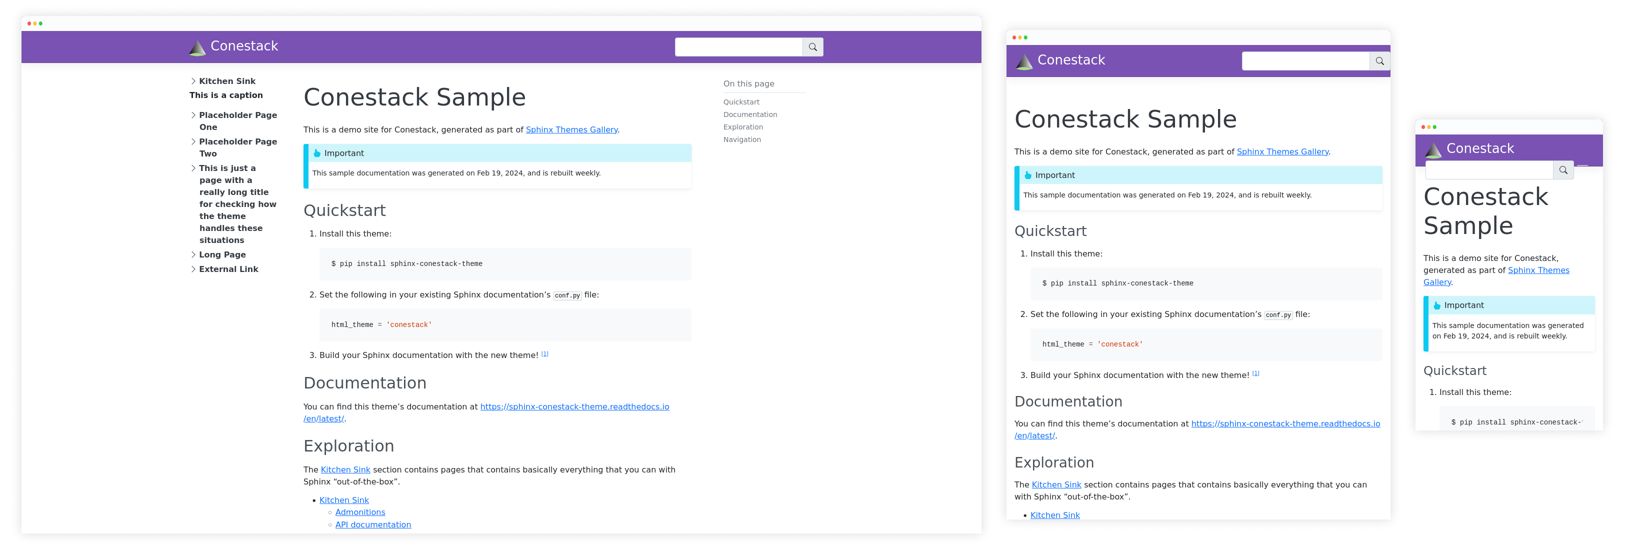 Conestack
Kitchen Sink
This is a caption
Placeholder Page
One
Placeholder Page
Two
This is just a
page with a
really long title
for checking how
the theme
handles these
situations
Long Page
External Link
Conestack Sample
This is a demo site for Conestack, generated as part of Sphinx Themes Gallery.
Important
This sample documentation was generated on Feb 19, 2024, and is rebuilt weekly.
Quickstart
1. Install this theme:
$ pip install sphinx-conestack-theme
2. Set the following in your existing Sphinx documentation’s conf.py file:
html_theme = 'conestack'
3. Build your Sphinx documentation with the new theme! [1]
Documentation
You can find this theme’s documentation at https://sphinx-conestack-theme.readthedocs.io
/en/latest/.
Exploration
The Kitchen Sink section contains pages that contains basically everything that you can with
Sphinx “out-of-the-box”.
• Kitchen Sink
◦ Admonitions
◦ API documentation
On this page
Quickstart
Documentation
Exploration
Navigation
Conestack
Conestack Sample
This is a demo site for Conestack, generated as part of Sphinx Themes Gallery.
Important
This sample documentation was generated on Feb 19, 2024, and is rebuilt weekly.
Quickstart
1. Install this theme:
$ pip install sphinx-conestack-theme
2. Set the following in your existing Sphinx documentation’s conf.py file:
html_theme = 'conestack'
3. Build your Sphinx documentation with the new theme! [1]
Documentation
You can find this theme’s documentation at https://sphinx-conestack-theme.readthedocs.io
/en/latest/.
Exploration
The Kitchen Sink section contains pages that contains basically everything that you can
with Sphinx “out-of-the-box”.
• Kitchen Sink
Conestack
Conestack
Sample
This is a demo site for Conestack,
generated as part of Sphinx Themes
Gallery.
Important
This sample documentation was generated
on Feb 19, 2024, and is rebuilt weekly.
Quickstart
1. Install this theme:
$ pip install sphinx-conestack-